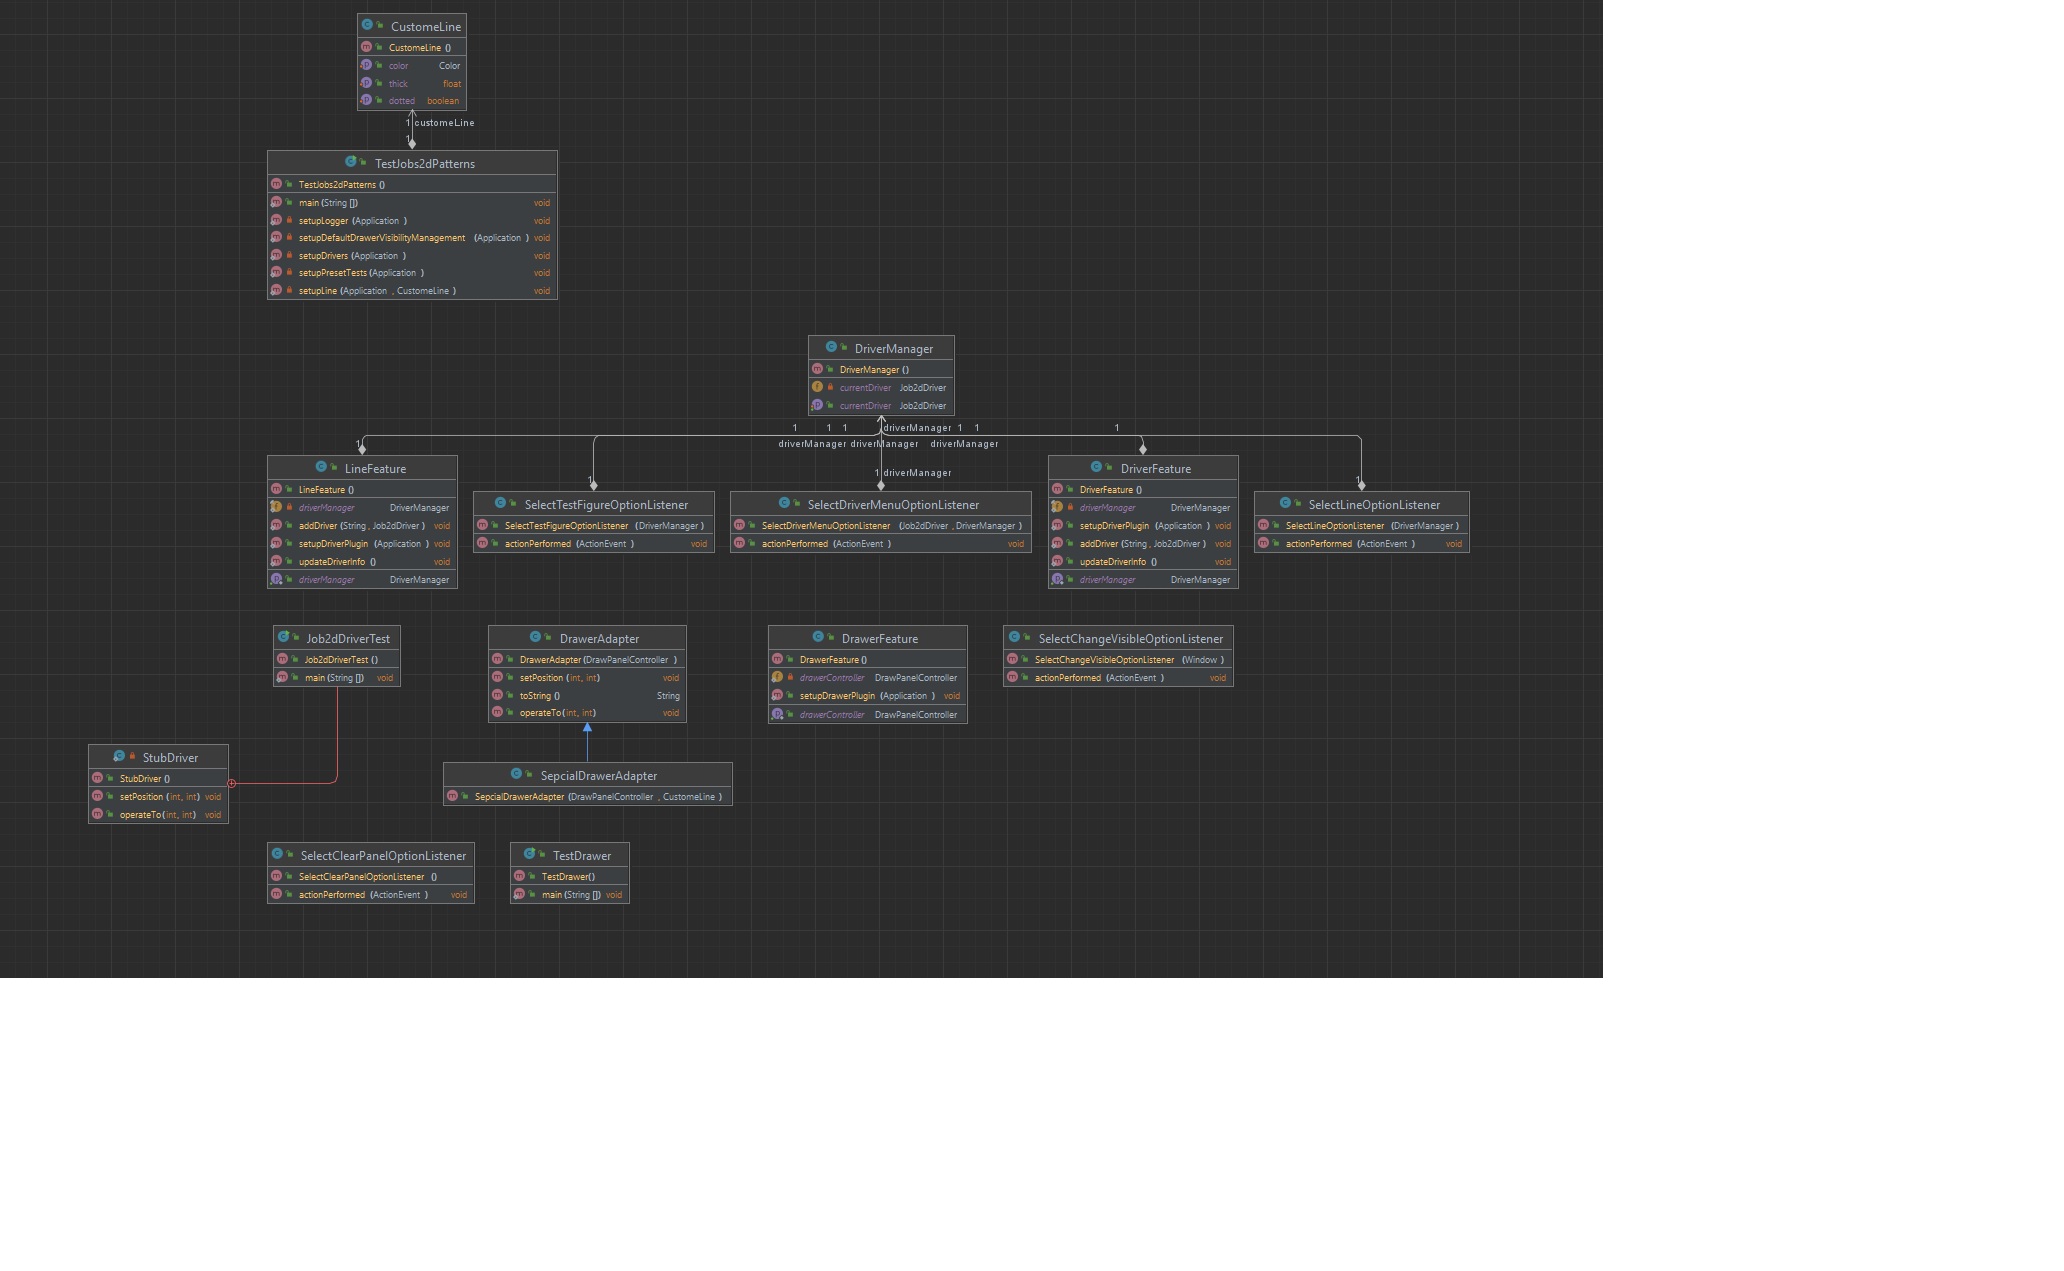 CustomeLine
CustomeLine ()
color Color
thick float
dotted boolean
1 customeLine
1
TestJobs2dPatterns
TestJobs2dPatterns ()
main (String []) void
setupLogger (Application ) void
setupDefaultDrawerVisibilityManagement (Application ) void
setupDrivers (Application ) void
setupPresetTests (Application ) void
setupLine (Application , CustomeLine ) void
DriverManager
DriverManager ()
currentDriver Job2dDriver
currentDriver Job2dDriver
1 1 1 driverManager 1 1 1
driverManager driverManager driverManager
1 1 driverManager 1 1
LineFeature
LineFeature ()
driverManager DriverManager
addDriver (String , Job2dDriver ) void
setupDriverPlugin (Application ) void
updateDriverInfo () void
driverManager DriverManager
SelectTestFigureOptionListener
SelectTestFigureOptionListener (DriverManager )
actionPerformed (ActionEvent ) void
SelectDriverMenuOptionListener
SelectDriverMenuOptionListener (Job2dDriver , DriverManager )
actionPerformed (ActionEvent ) void
DriverFeature
DriverFeature ()
driverManager DriverManager
setupDriverPlugin (Application ) void
addDriver (String , Job2dDriver ) void
updateDriverInfo () void
driverManager DriverManager
SelectLineOptionListener
SelectLineOptionListener (DriverManager )
actionPerformed (ActionEvent ) void
Job2dDriverTest
Job2dDriverTest ()
main (String []) void
DrawerAdapter
DrawerAdapter (DrawPanelController )
setPosition (int, int) void
toString () String
operateTo (int, int) void
DrawerFeature
DrawerFeature ()
drawerController DrawPanelController
setupDrawerPlugin (Application ) void
drawerController DrawPanelController
SelectChangeVisibleOptionListener
SelectChangeVisibleOptionListener (Window )
actionPerformed (ActionEvent ) void
StubDriver
StubDriver ()
setPosition (int, int) void
operateTo (int, int) void
SepcialDrawerAdapter
SepcialDrawerAdapter (DrawPanelController , CustomeLine )
SelectClearPanelOptionListener
SelectClearPanelOptionListener ()
actionPerformed (ActionEvent ) void
TestDrawer
TestDrawer ()
main (String []) void